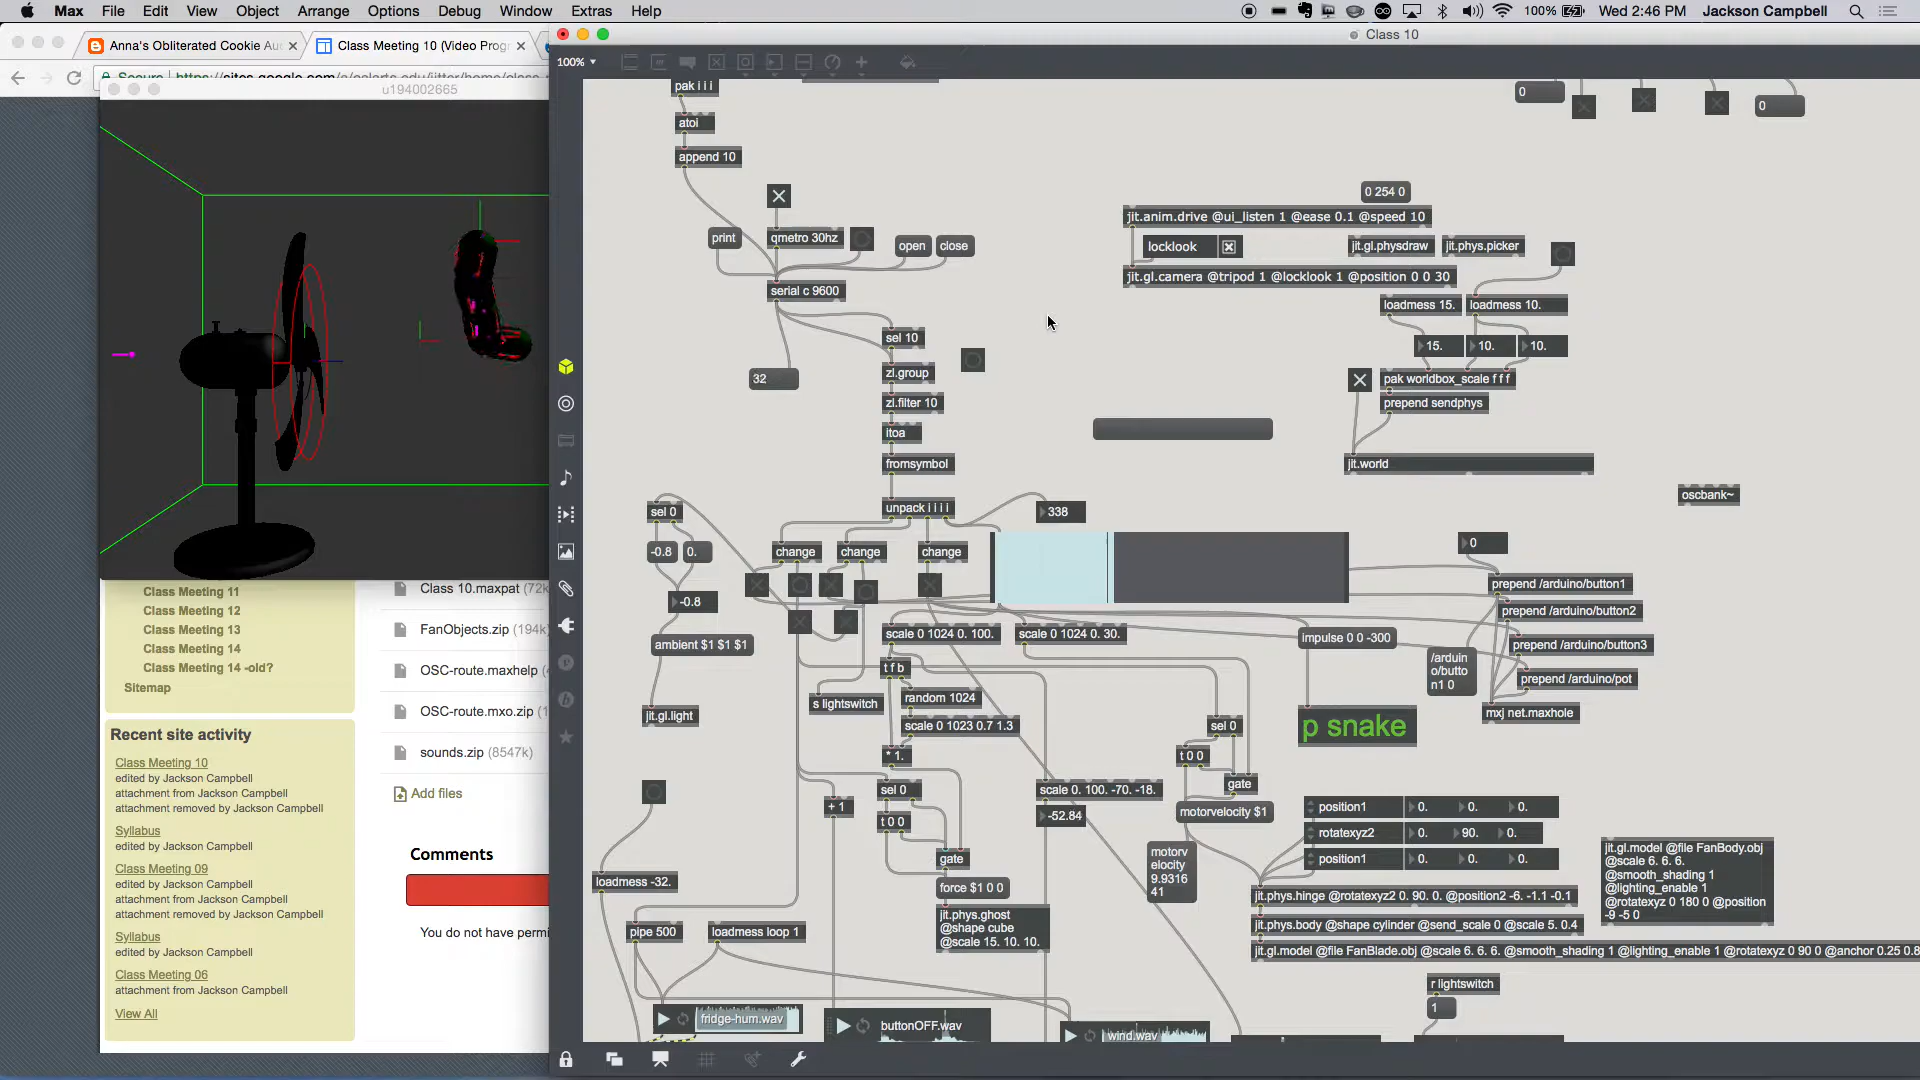 Max File Edit View Object Arrange Options Debug Window Extras Help
100% Wed 2:46 PM Jackson Campbell
Anna's Obliterated Cookie Au
Class Meeting 10 (Video Prog
Class 10
100%
u194002665
pak i i i
atoi
append 10
print
qmetro 30hz
open
close
serial c 9600
sel 10
32
zl.group
zl.filter 10
itoa
fromsymbol
unpack i i i i
338
sel 0
-0.8
0.
-0.8
ambient $1 $1 $1
jit.gl.light
change
change
change
0
0
0 254 0
jit.anim.drive @ui_listen 1 @ease 0.1 @speed 10
locklook
jit.gl.physdraw
jit.phys.picker
jit.gl.camera @tripod 1 @locklook 1 @position 0 0 30
loadmess 15.
loadmess 10.
15.
10.
10.
pak worldbox_scale f f f
prepend sendphys
jit.world
oscbank~
0
prepend /arduino/button1
prepend /arduino/button2
prepend /arduino/button3
prepend /arduino/pot
/arduin
o/butto
n1 0
mxj net.maxhole
impulse 0 0 -300
p snake
scale 0 1024 0. 100.
scale 0 1024 0. 30.
t f b
random 1024
s lightswitch
scale 0 1023 0.7 1.3
* 1.
sel 0
t 0 0
+ 1
gate
force $1 0 0
jit.phys.ghost
@shape cube
@scale 15. 10. 10.
scale 0. 100. -70. -18.
-52.84
sel 0
t 0 0
gate
motorvelocity $1
motorv
elocity
9.9316
41
position1 0. 0. 0.
rotatexyz2 0. 90. 0.
position1 0. 0. 0.
jit.phys.hinge @rotatexyz2 0. 90. 0. @position2 -6. -1.1 -0.1
jit.phys.body @shape cylinder @send_scale 0 @scale 5. 0.4
jit.gl.model @file FanBlade.obj @scale 6. 6. 6. @smooth_shading 1 @lighting_enable 1 @rotatexyz 0 90 0 @anchor 0.25 0.8
jit.gl.model @file FanBody.obj
@scale 6. 6. 6.
@smooth_shading 1
@lighting_enable 1
@rotatexyz 0 180 0 @position
-9 -5 0
r lightswitch
1
loadmess -32.
pipe 500
loadmess loop 1
fridge-hum.wav
buttonOFF.wav
wind.wav
Class Meeting 11
Class Meeting 12
Class Meeting 13
Class Meeting 14
Class Meeting 14 -old?
Sitemap
Recent site activity
Class Meeting 10
edited by Jackson Campbell
attachment from Jackson Campbell
attachment removed by Jackson Campbell
Syllabus
edited by Jackson Campbell
Class Meeting 09
edited by Jackson Campbell
attachment from Jackson Campbell
attachment removed by Jackson Campbell
Syllabus
edited by Jackson Campbell
Class Meeting 06
attachment from Jackson Campbell
View All
Class 10.maxpat (72k
FanObjects.zip (194k)
OSC-route.maxhelp
OSC-route.mxo.zip (1
sounds.zip (8547k)
Add files
Comments
You do not have permi